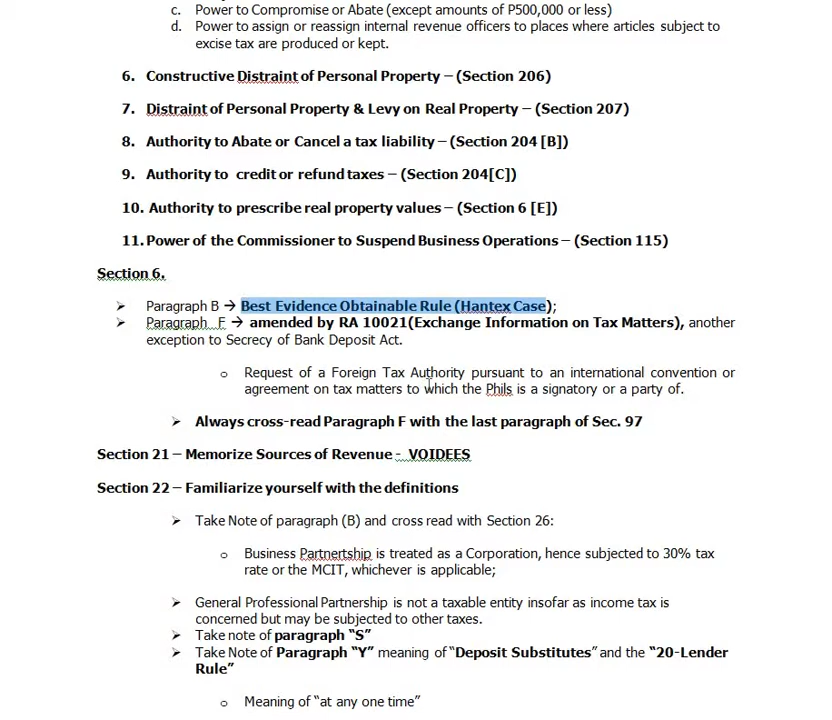 c. Power to Compromise or Abate (except amounts of P500,000 or less)
d. Power to assign or reassign internal revenue officers to places where articles subject to
excise tax are produced or kept.
6. Constructive Distraint of Personal Property – (Section 206)
7. Distraint of Personal Property & Levy on Real Property – (Section 207)
8. Authority to Abate or Cancel a tax liability – (Section 204 [B])
9. Authority to credit or refund taxes – (Section 204[C])
10. Authority to prescribe real property values – (Section 6 [E])
11. Power of the Commissioner to Suspend Business Operations – (Section 115)
Section 6.
➢ Paragraph B → Best Evidence Obtainable Rule (Hantex Case);
➢ Paragraph F → amended by RA 10021(Exchange Information on Tax Matters), another
exception to Secrecy of Bank Deposit Act.
o Request of a Foreign Tax Authority pursuant to an international convention or
agreement on tax matters to which the Phils is a signatory or a party of.
➢ Always cross-read Paragraph F with the last paragraph of Sec. 97
Section 21 – Memorize Sources of Revenue - VOIDEES
Section 22 – Familiarize yourself with the definitions
➢ Take Note of paragraph (B) and cross read with Section 26:
o Business Partnertship is treated as a Corporation, hence subjected to 30% tax
rate or the MCIT, whichever is applicable;
➢ General Professional Partnership is not a taxable entity insofar as income tax is
concerned but may be subjected to other taxes.
➢ Take note of paragraph “S”
➢ Take Note of Paragraph “Y” meaning of “Deposit Substitutes” and the “20-Lender
Rule”
o Meaning of “at any one time”